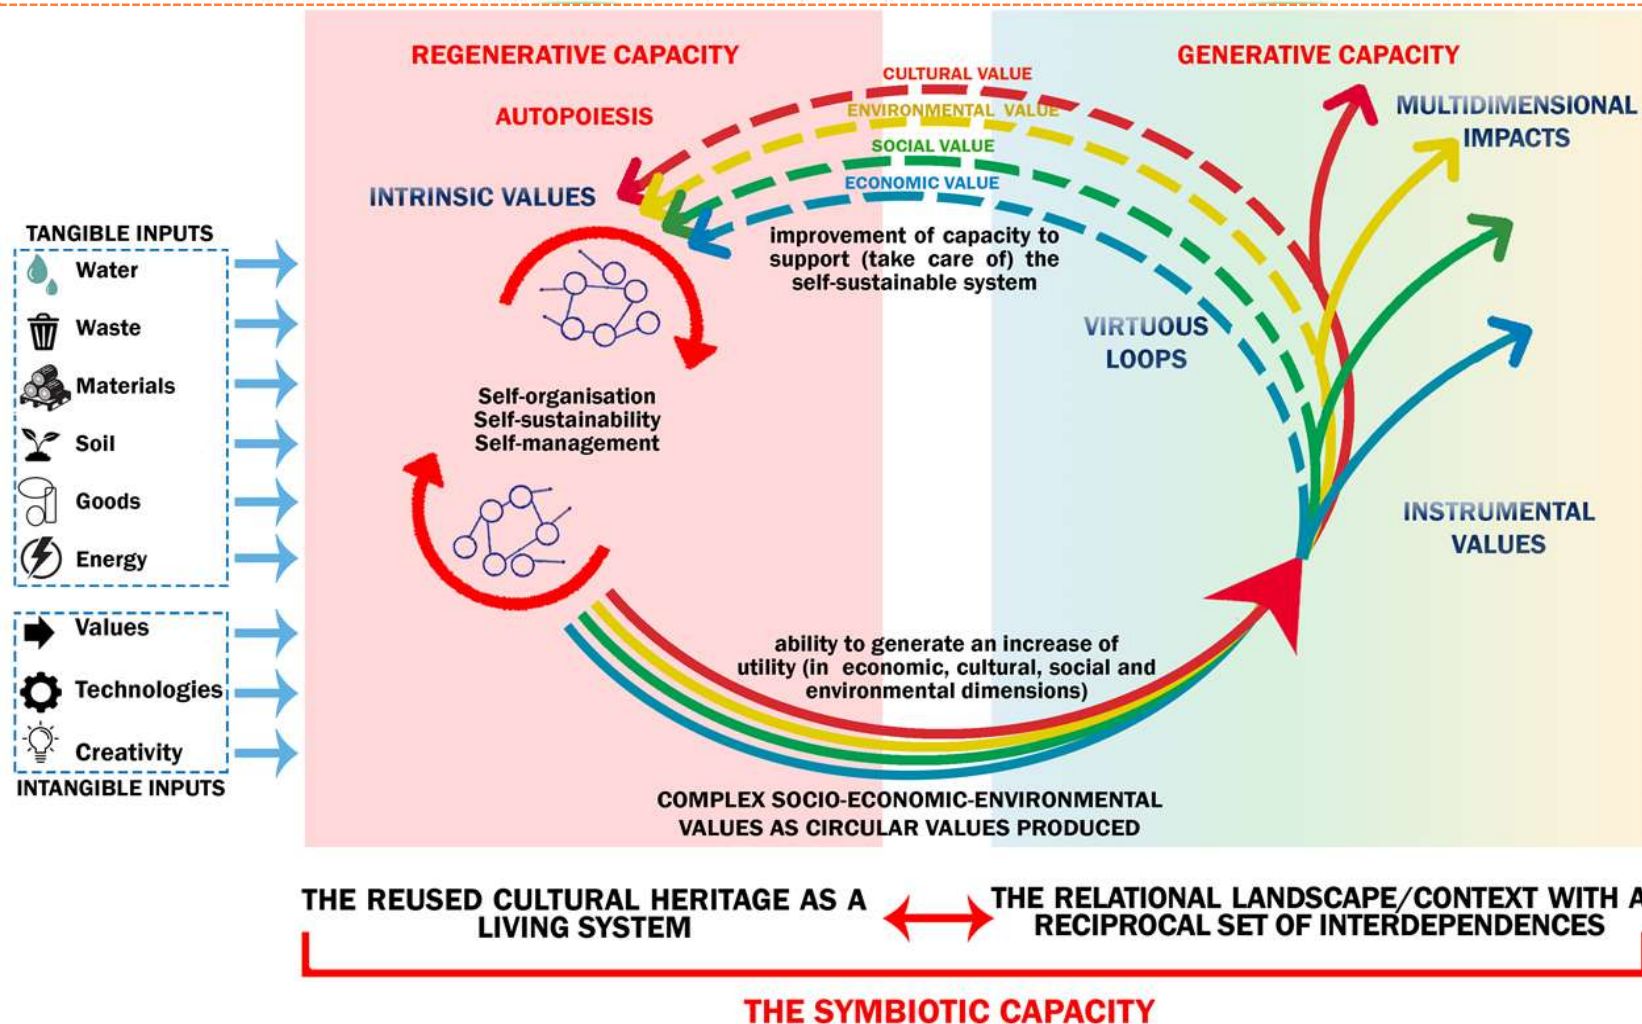 REGENERATIVE CAPACITY
GENERATIVE CAPACITY
AUTOPOIESIS
INTRINSIC VALUES
CULTURAL VALUE
ENVIRONMENTAL VALUE
SOCIAL VALUE
ECONOMIC VALUE
improvement of capacity to
support (take care of) the
self-sustainable system
MULTIDIMENSIONAL
IMPACTS
VIRTUOUS
LOOPS
INSTRUMENTAL
VALUES
TANGIBLE INPUTS
Water
Waste
Materials
Soil
Goods
Energy
Values
Technologies
Creativity
INTANGIBLE INPUTS
Self-organisation
Self-sustainability
Self-management
ability to generate an increase of
utility (in economic, cultural, social and
environmental dimensions)
COMPLEX SOCIO-ECONOMIC-ENVIRONMENTAL
VALUES AS CIRCULAR VALUES PRODUCED
THE REUSED CULTURAL HERITAGE AS A
LIVING SYSTEM
THE RELATIONAL LANDSCAPE/CONTEXT WITH A
RECIPROCAL SET OF INTERDEPENDENCES
THE SYMBIOTIC CAPACITY